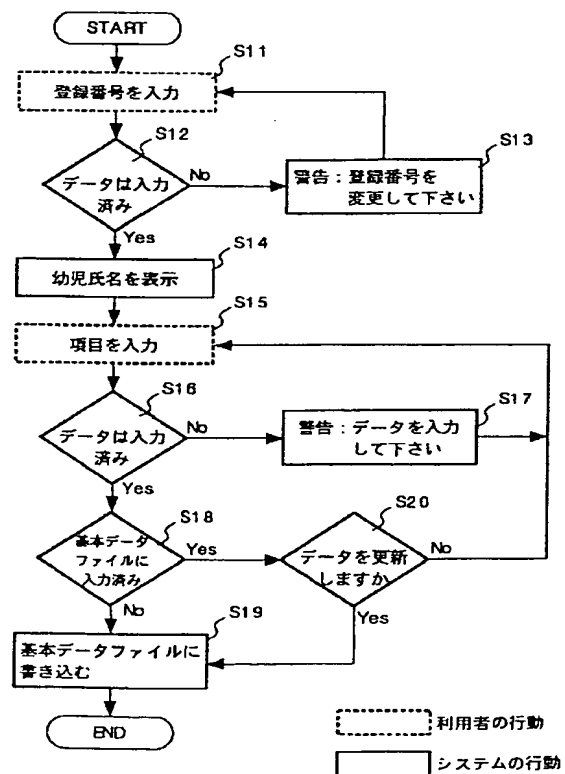 START
S11
登録番号を入力
S12
データは入力
済み
No
Yes
S13
警告：登録番号を
変更して下さい
S14
幼児氏名を表示
S15
項目を入力
S16
データは入力
済み
No
Yes
S17
警告：データを入力
して下さい
S18
基本データ
ファイルに
入力済み
Yes
No
S20
データを更新
しますか
No
Yes
S19
基本データファイルに
書き込む
END
利用者の行動
システムの行動